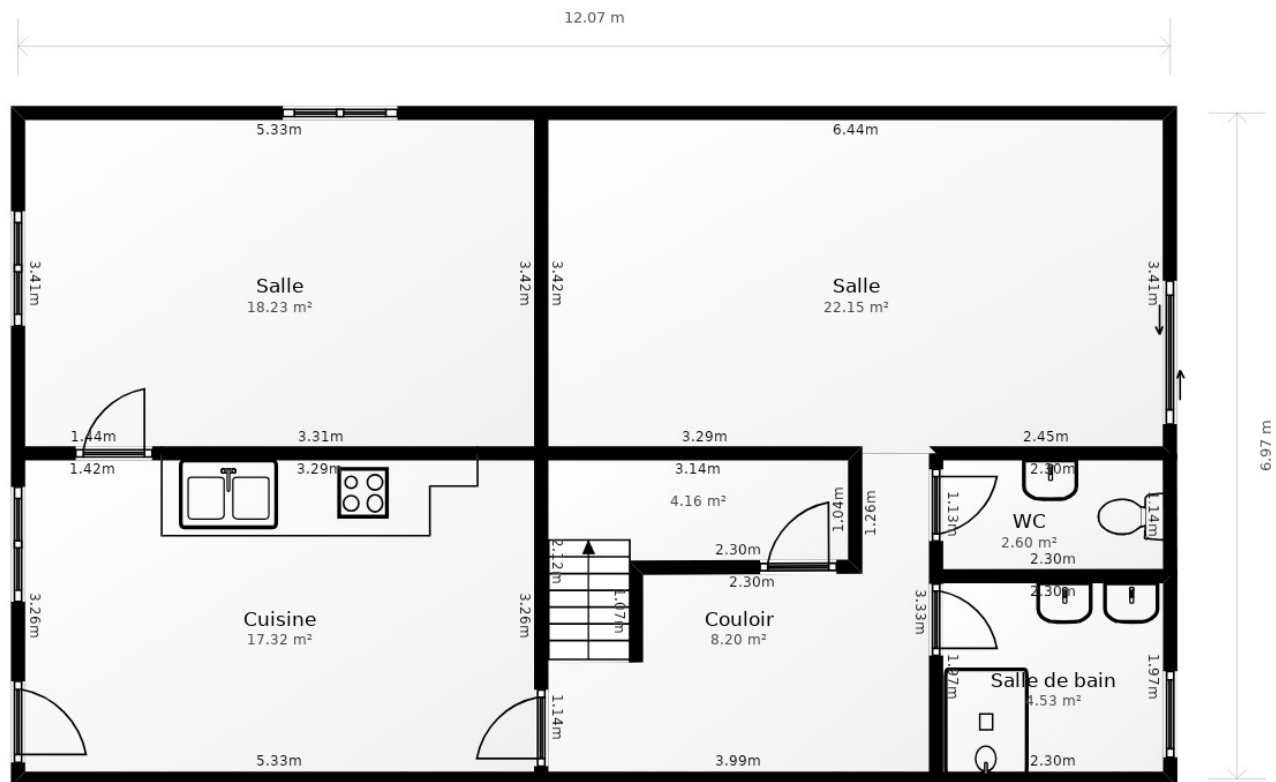 12.07 m
5.33m
6.44m
3.41m
3.42m
3.42m
3.41m
Salle
18.23 m²
Salle
22.15 m²
6.97 m
1.44m
3.31m
3.29m
2.45m
1.42m
3.29m
3.14m
2.30m
4.16 m²
1.04m
1.26m
1.13m
1.14m
WC
2.60 m²
2.30m
2.30m
2.12m
2.30m
2.30m
1.07m
3.26m
Cuisine
17.32 m²
3.26m
Couloir
8.20 m²
3.33m
1.97m
Salle de bain
4.53 m²
1.97m
1.14m
5.33m
3.99m
2.30m